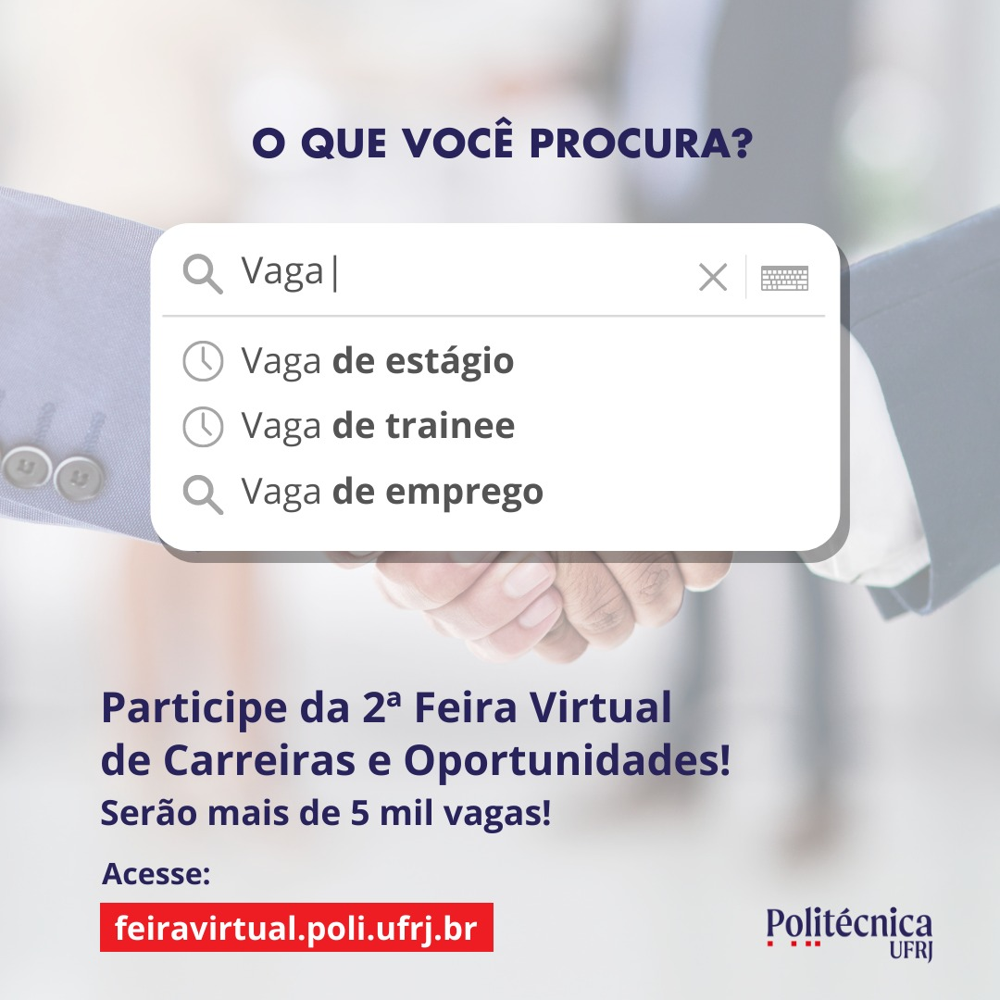 O QUE VOCÊ PROCURA?
Vaga|
Vaga de estágio
Vaga de trainee
Vaga de emprego
Participe da 2ª Feira Virtual
de Carreiras e Oportunidades!
Serão mais de 5 mil vagas!
Acesse:
feiravirtual.poli.ufrj.br
Politécnica
UFRJ